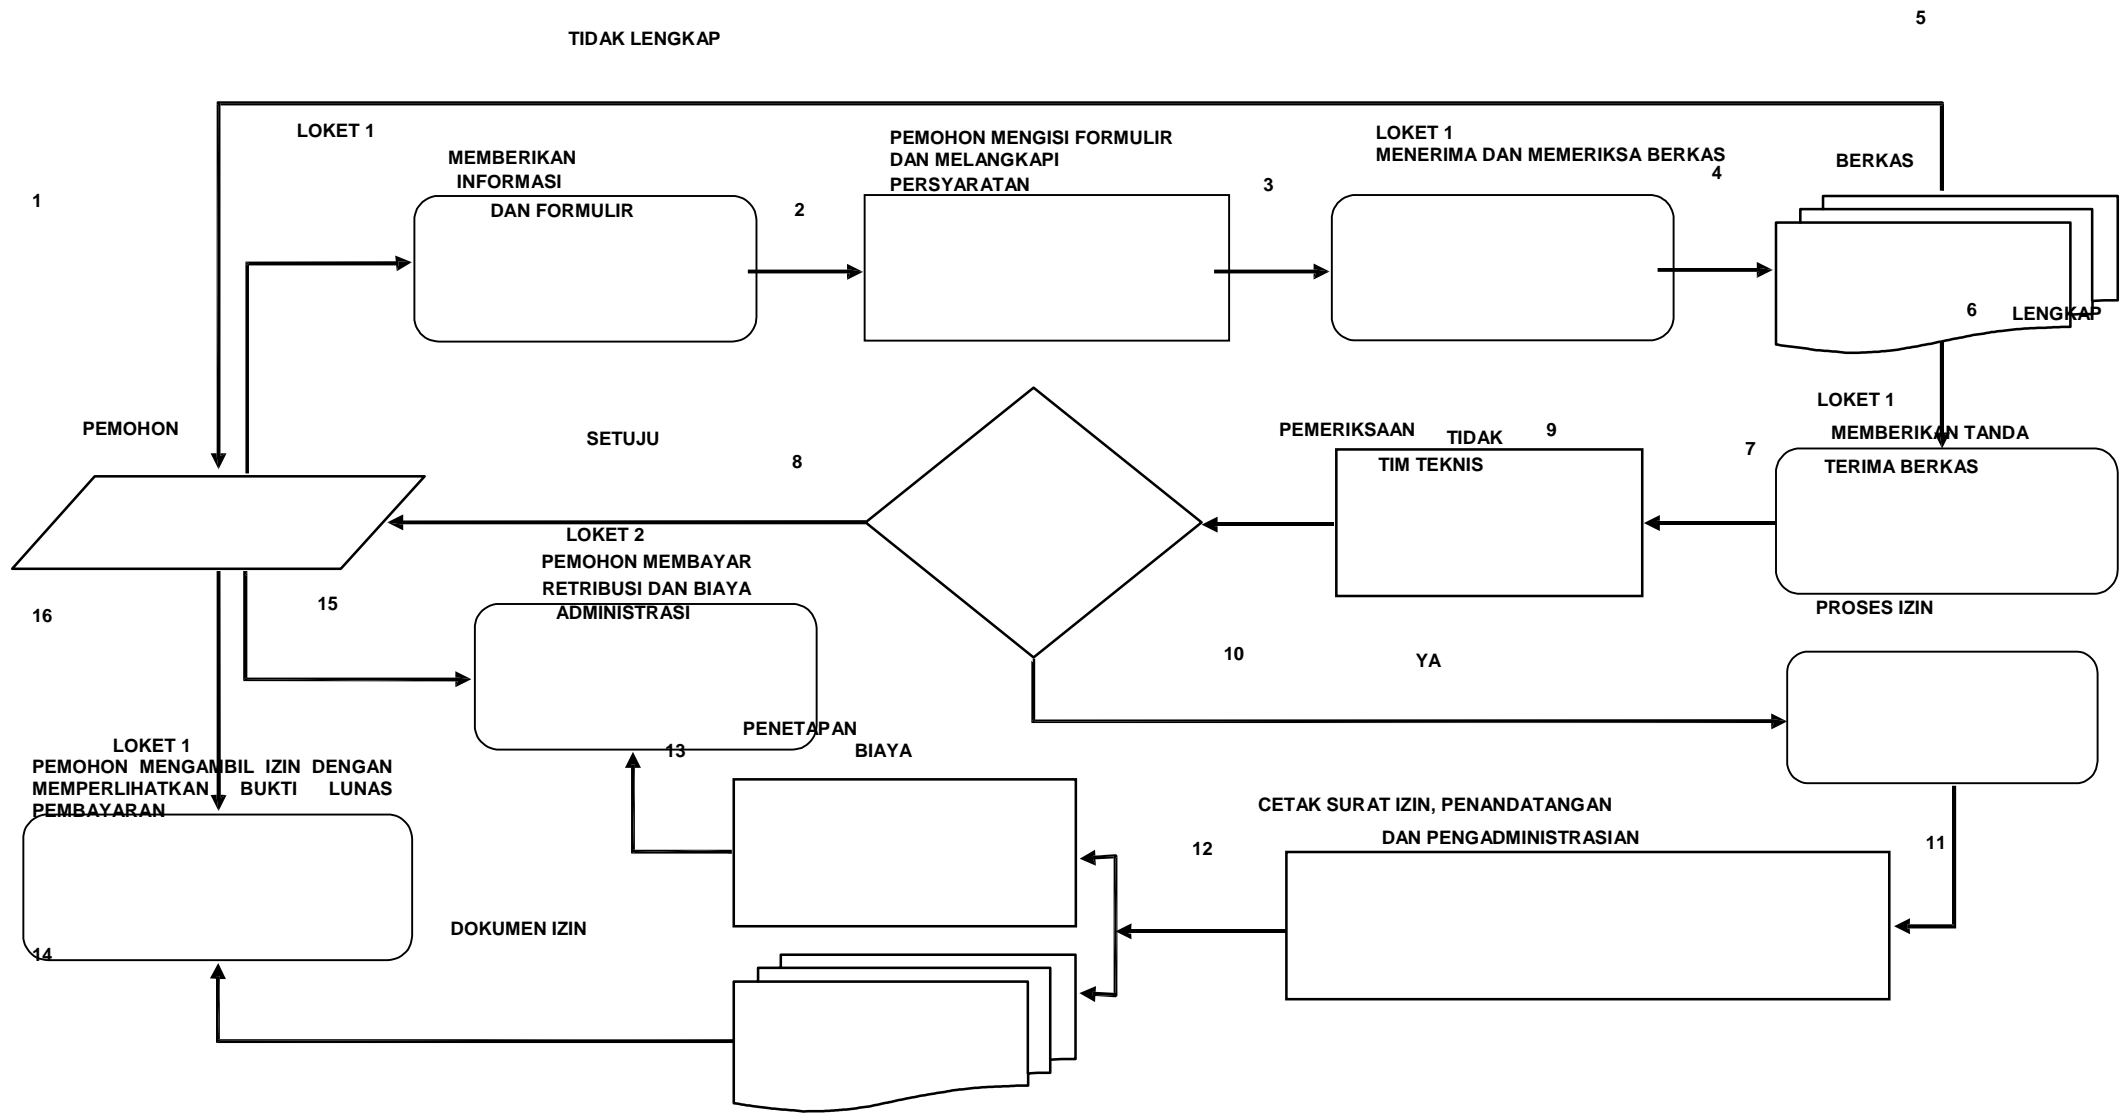 5
TIDAK LENGKAP
LOKET 1
MEMBERIKAN
INFORMASI
DAN FORMULIR
PEMOHON MENGISI FORMULIR
DAN MELANGKAPI
PERSYARATAN
LOKET 1
MENERIMA DAN MEMERIKSA BERKAS
4
BERKAS
1
2
3
6
LENGKAP
LOKET 1
MEMBERIKAN TANDA
TERIMA BERKAS
PEMOHON
SETUJU
8
PEMERIKSAAN
TIM TEKNIS
TIDAK
9
7
LOKET 2
PEMOHON MEMBAYAR
RETRIBUSI DAN BIAYA
ADMINISTRASI
16
15
PROSES IZIN
10
YA
PENETAPAN
BIAYA
13
LOKET 1
PEMOHON MENGAMBIL IZIN DENGAN
MEMPERLIHATKAN BUKTI LUNAS
PEMBAYARAN
CETAK SURAT IZIN, PENANDATANGAN
DAN PENGADMINISTRASIAN
12
11
DOKUMEN IZIN
14